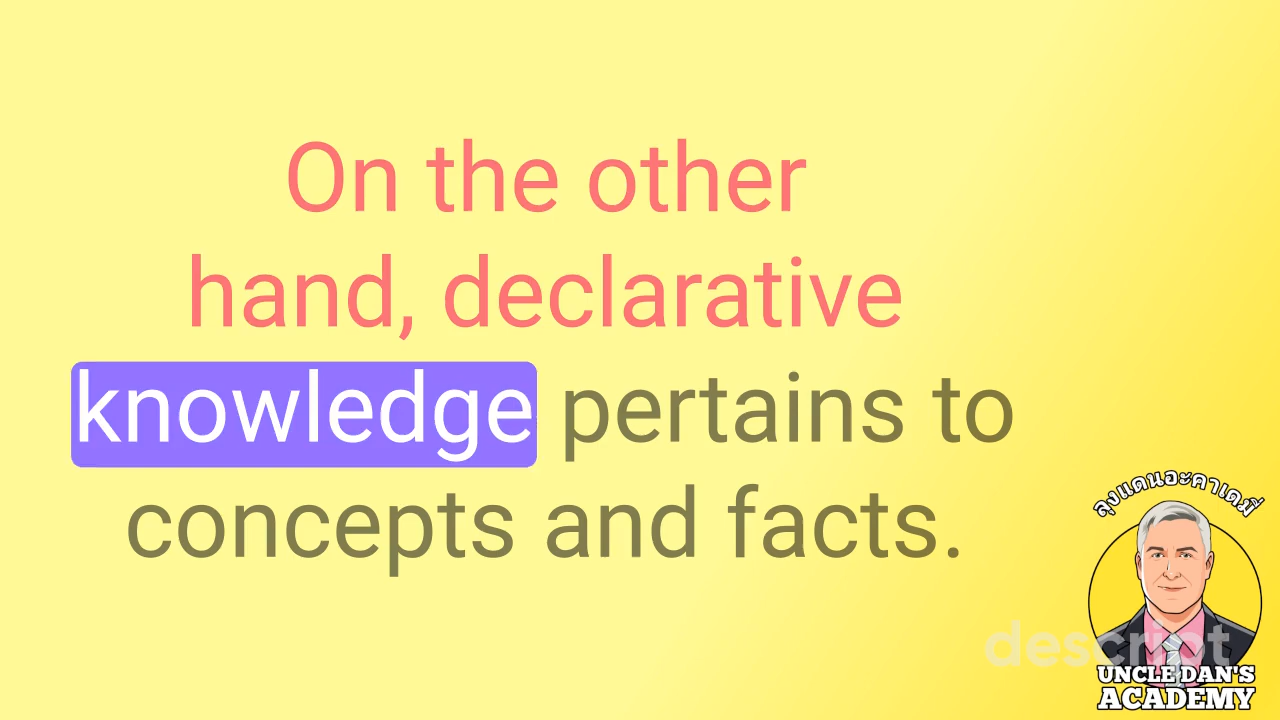 On the other
hand, declarative
knowledge pertains to
concepts and facts.
ลุงแดนอะคาเดมี่
descript
UNCLE DAN'S
ACADEMY